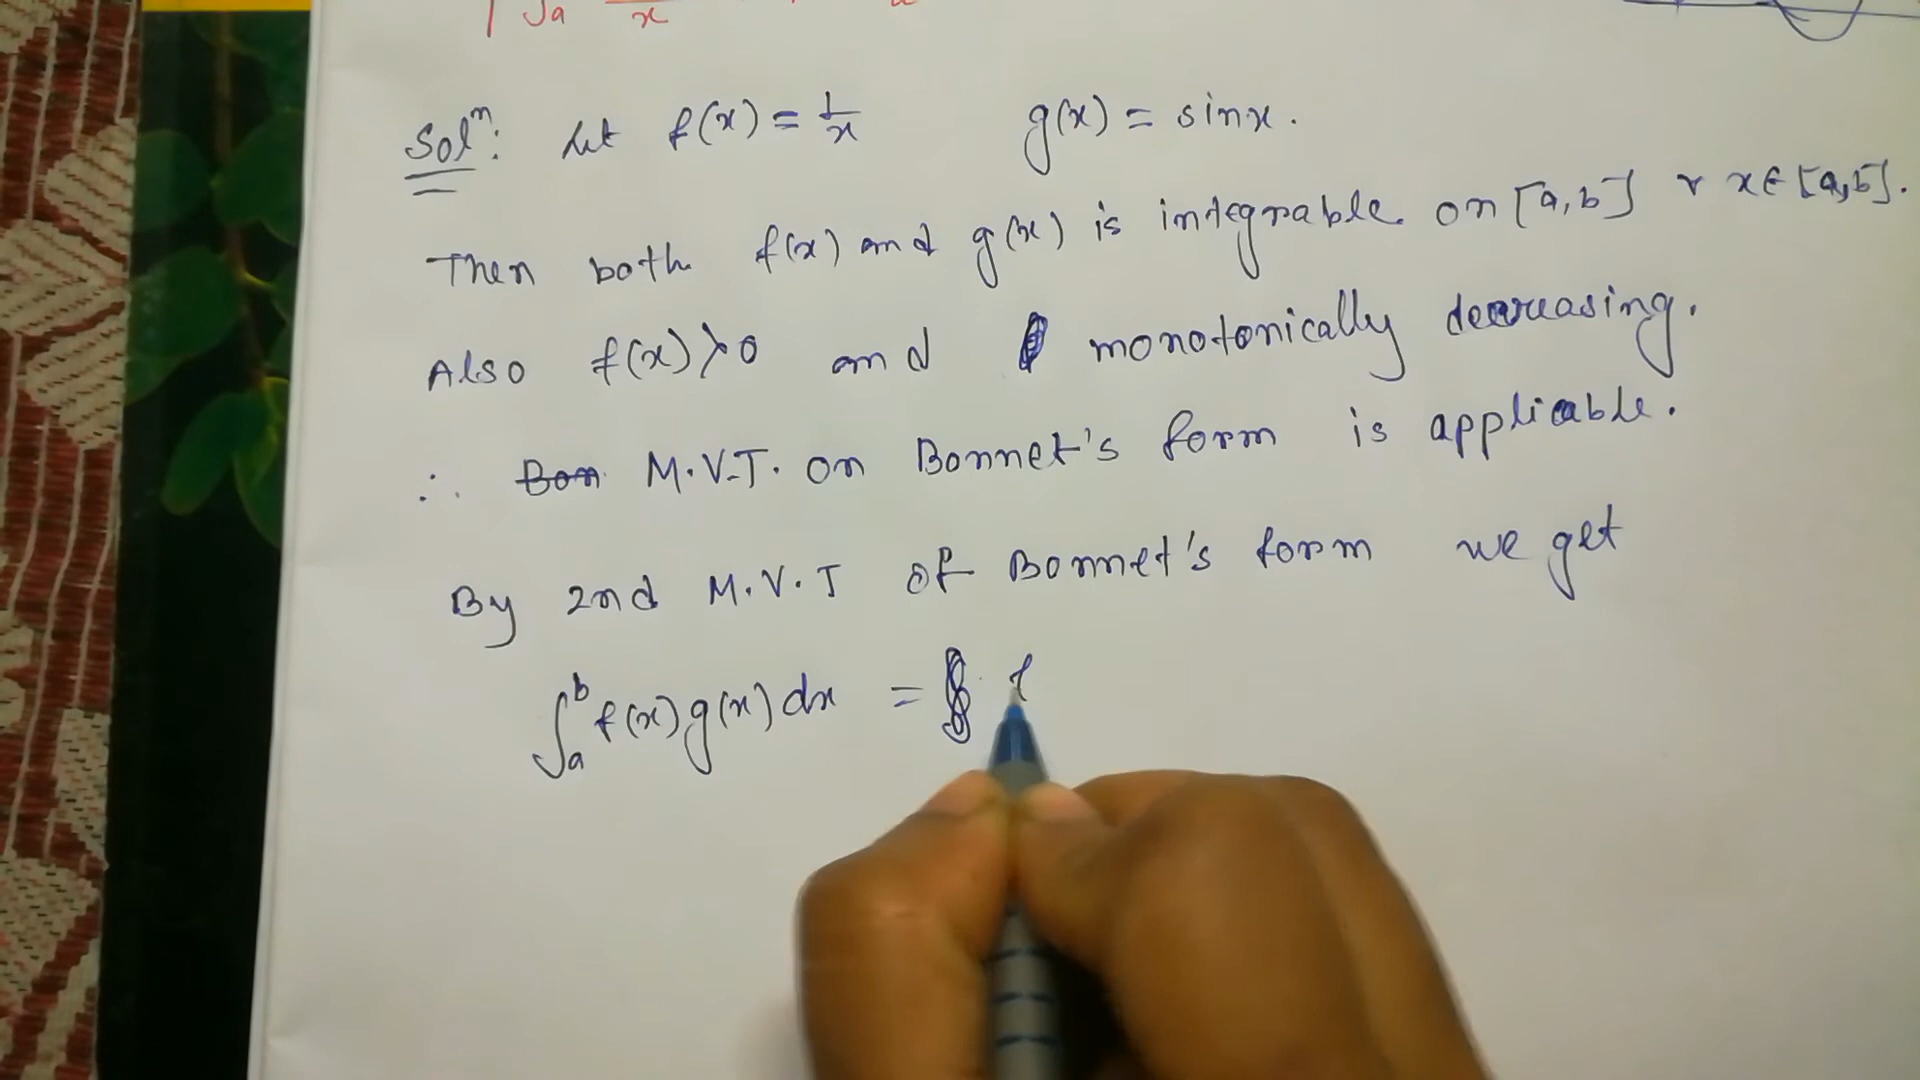 ∫a x
Solⁿ: Let f(x) = 1/x g(x) = sinx.
Then both f(x) and g(x) is integrable on [a,b] ∀ x∈[a,b].
Also f(x)>0 and monotonically decreasing.
∴ Bon M.V.T. on Bonnet's form is applicable.
By 2nd M.V.T of Bonnet's form we get
∫ₐᵇ f(x)g(x)dx = f